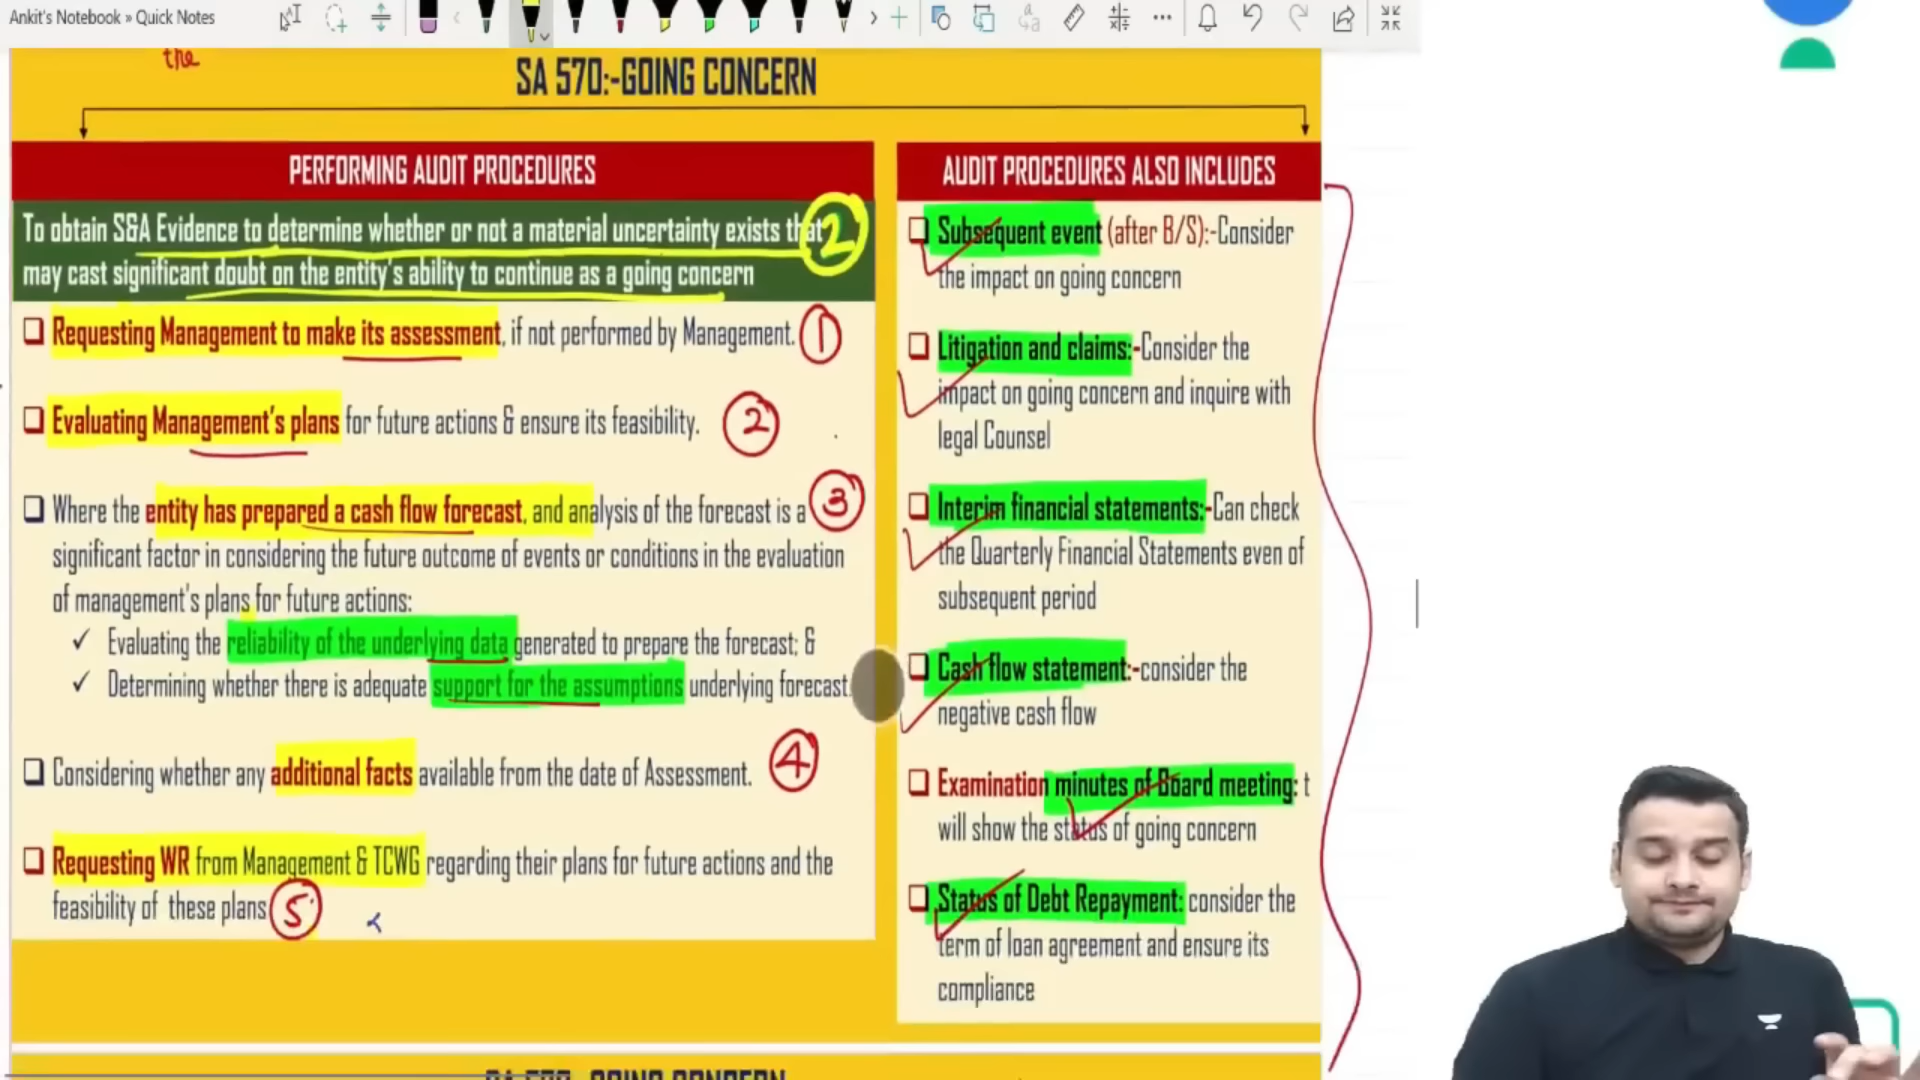 Ankit's Notebook » Quick Notes
the
SA 570:-GOING CONCERN
PERFORMING AUDIT PROCEDURES
To obtain S&A Evidence to determine whether or not a material uncertainty exists that
2
may cast significant doubt on the entity's ability to continue as a going concern
Requesting Management to make its assessment, if not performed by Management.
1
Evaluating Management's plans for future actions & ensure its feasibility.
2
Where the entity has prepared a cash flow forecast, and analysis of the forecast is a
3
significant factor in considering the future outcome of events or conditions in the evaluation
of management's plans for future actions:
Evaluating the reliability of the underlying data generated to prepare the forecast; &
Determining whether there is adequate support for the assumptions underlying forecast.
Considering whether any additional facts available from the date of Assessment.
4
Requesting WR from Management & TCWG regarding their plans for future actions and the
feasibility of these plans
5
AUDIT PROCEDURES ALSO INCLUDES
Subsequent event (after B/S):-Consider
the impact on going concern
Litigation and claims:-Consider the
impact on going concern and inquire with
legal Counsel
Interim financial statements:-Can check
the Quarterly Financial Statements even of
subsequent period
Cash flow statement:-consider the
negative cash flow
Examination minutes of Board meeting: t
will show the status of going concern
Status of Debt Repayment: consider the
term of loan agreement and ensure its
compliance
SA 570:-GOING CONCERN